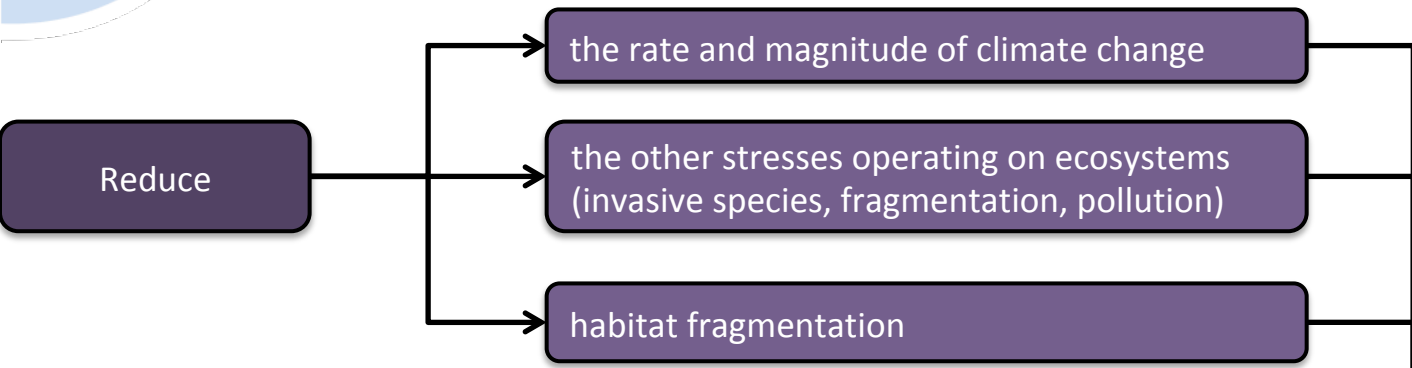 the rate and magnitude of climate change
Reduce
the other stresses operating on ecosystems
(invasive species, fragmentation, pollution)
habitat fragmentation